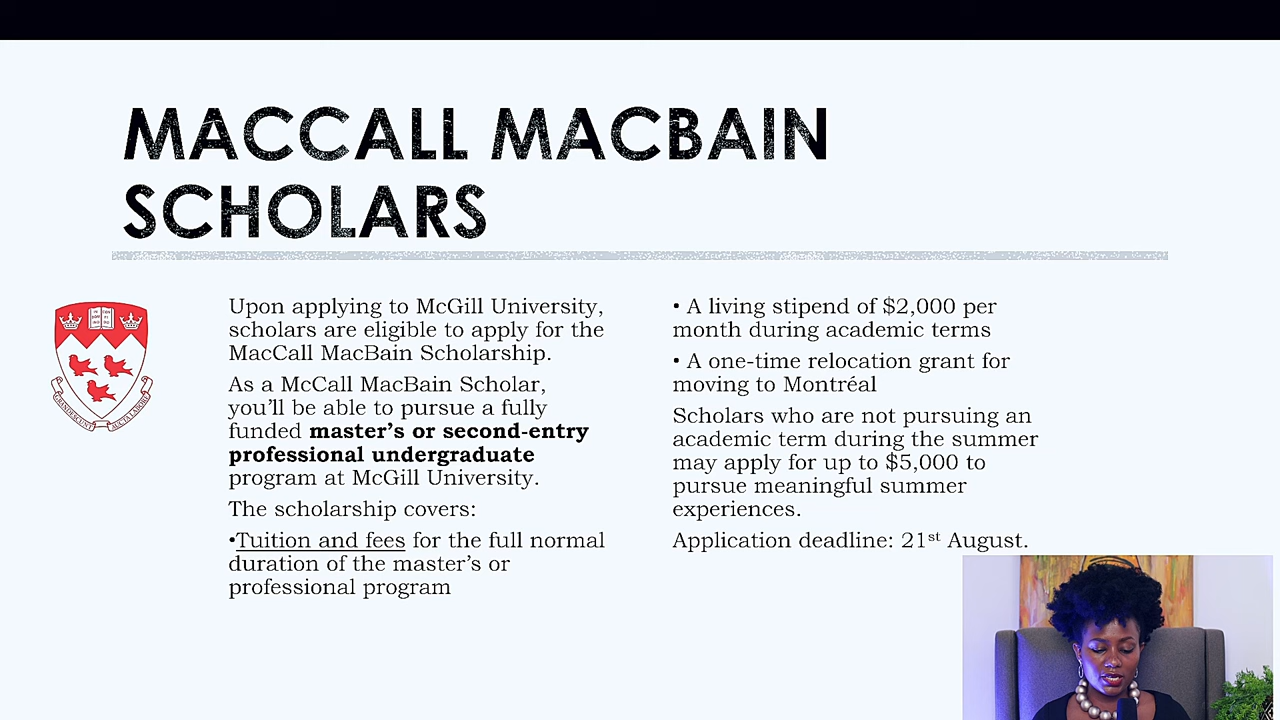 MACCALL MACBAIN
SCHOLARS
Upon applying to McGill University,
scholars are eligible to apply for the
MacCall MacBain Scholarship.
As a McCall MacBain Scholar,
you'll be able to pursue a fully
funded master's or second-entry
professional undergraduate
program at McGill University.
The scholarship covers:
•Tuition and fees for the full normal
duration of the master's or
professional program
• A living stipend of $2,000 per
month during academic terms
• A one-time relocation grant for
moving to Montréal
Scholars who are not pursuing an
academic term during the summer
may apply for up to $5,000 to
pursue meaningful summer
experiences.
Application deadline: 21st August.